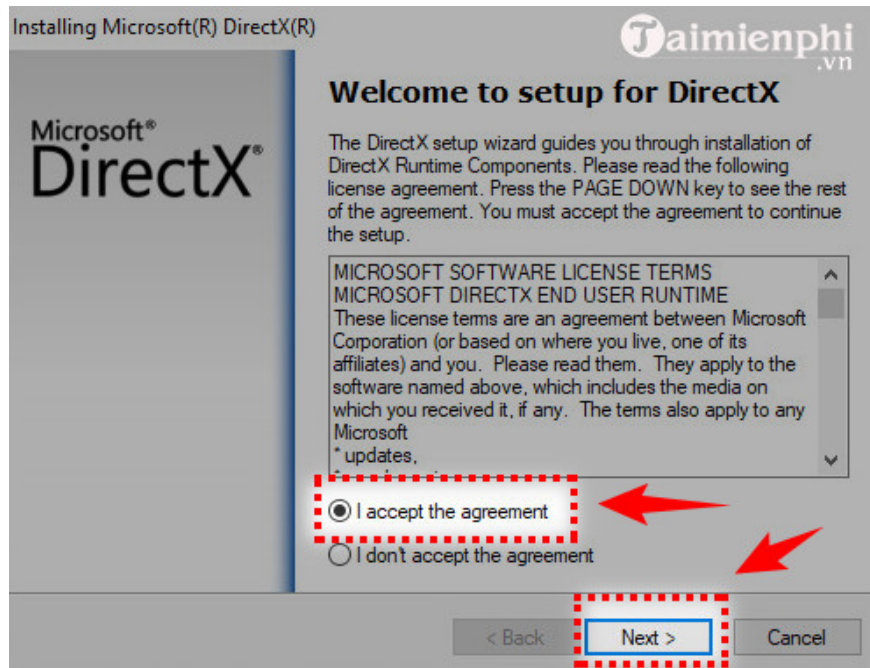 Installing Microsoft(R) DirectX(R)
Taimienphi
.vn
Microsoft®
DirectX®
Welcome to setup for DirectX
The DirectX setup wizard guides you through installation of
DirectX Runtime Components. Please read the following
license agreement. Press the PAGE DOWN key to see the rest
of the agreement. You must accept the agreement to continue
the setup.
MICROSOFT SOFTWARE LICENSE TERMS
MICROSOFT DIRECTX END USER RUNTIME
These license terms are an agreement between Microsoft
Corporation (or based on where you live, one of its
affiliates) and you.  Please read them.  They apply to the
software named above, which includes the media on
which you received it, if any.  The terms also apply to any
Microsoft
* updates,
I accept the agreement
I don't accept the agreement
< Back
Next >
Cancel